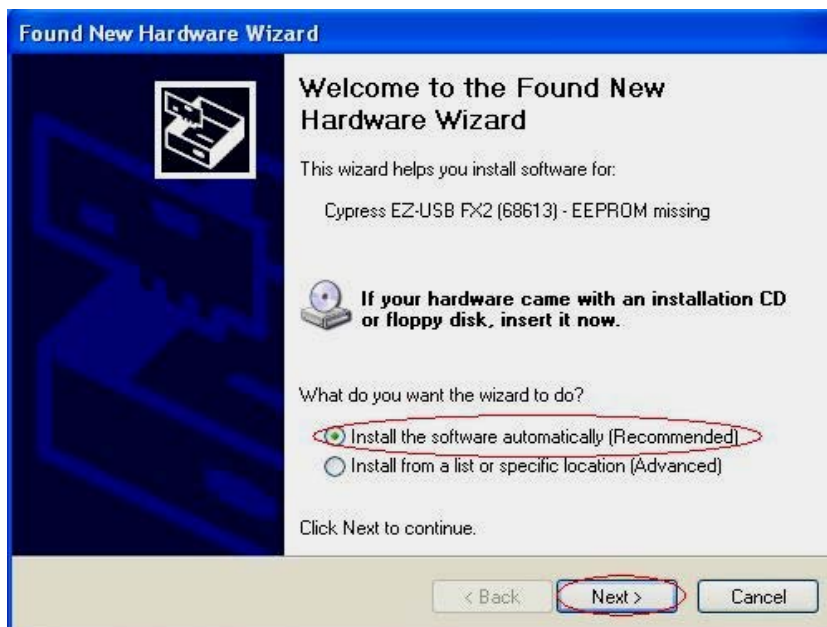 Found New Hardware Wizard
Welcome to the Found New
Hardware Wizard
This wizard helps you install software for:
Cypress EZ-USB FX2 (68613) - EEPROM missing
If your hardware came with an installation CD
or floppy disk, insert it now.
What do you want the wizard to do?
Install the software automatically (Recommended)
Install from a list or specific location (Advanced)
Click Next to continue.
< Back
Next >
Cancel